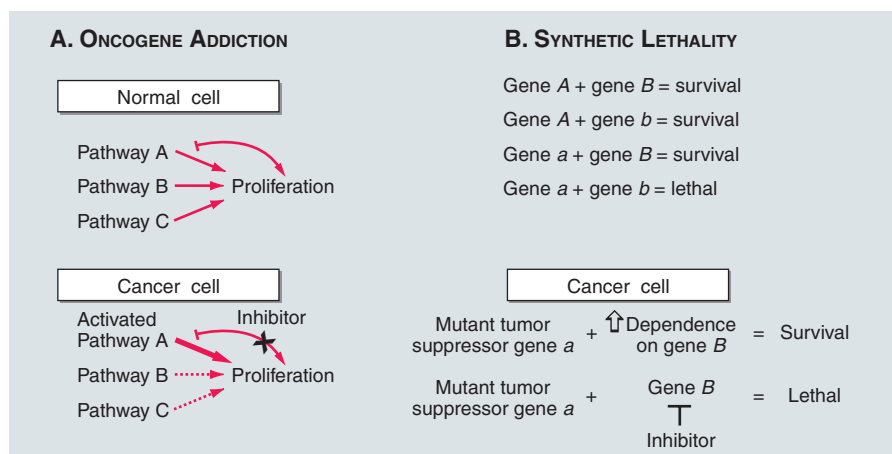 A. ONCOGENE ADDICTION
Normal cell
Pathway A
Pathway B
Proliferation
Pathway C
Cancer cell
Activated
Inhibitor
Pathway A
Pathway B
Proliferation
Pathway C
B. SYNTHETIC LETHALITY
Gene A + gene B = survival
Gene A + gene b = survival
Gene a + gene B = survival
Gene a + gene b = lethal
Cancer cell
Mutant tumor
suppressor gene a
+
Dependence
on gene B
= Survival
Mutant tumor
suppressor gene a
+
Gene B
= Lethal
Inhibitor